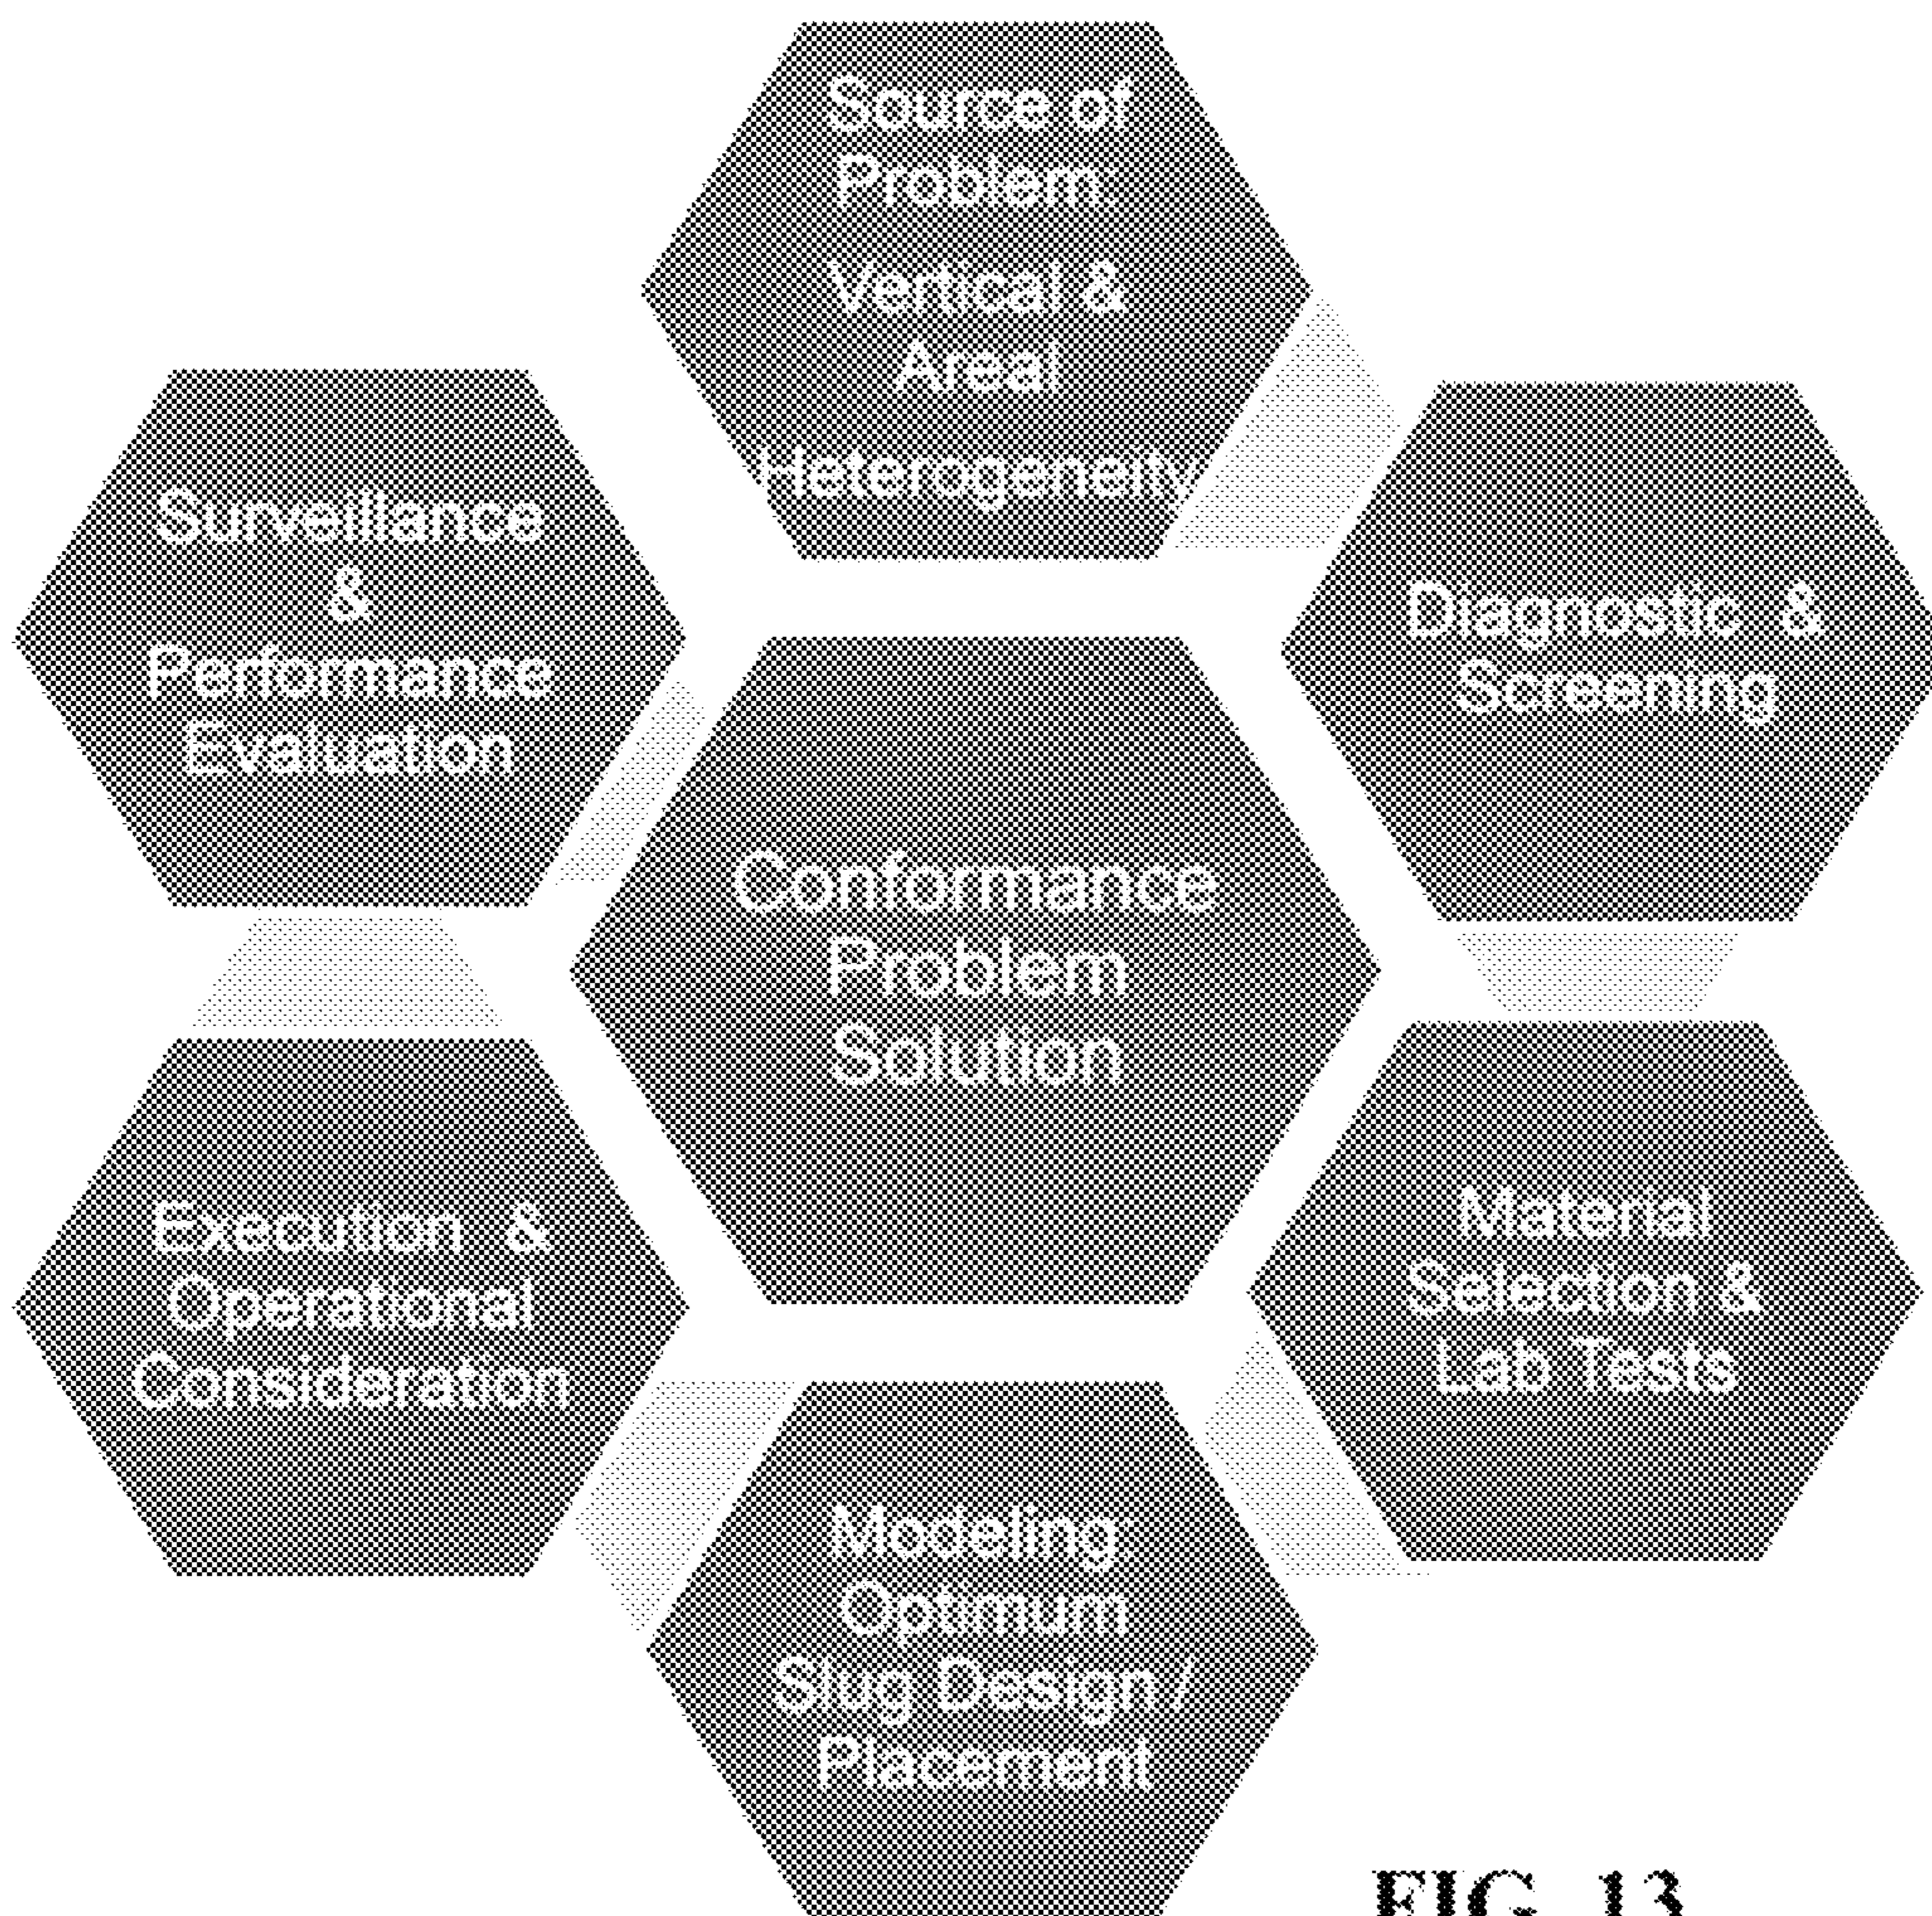 Source of
Problem:
Vertical &
Areal
Heterogeneity
Surveillance
&
Performance
Evaluation
Diagnostic &
Screening
Conformance
Problem
Solution
Execution &
Operational
Consideration
Material
Selection &
Lab Tests
Modeling
Optimum
Slug Design /
Placement
FIG. 13